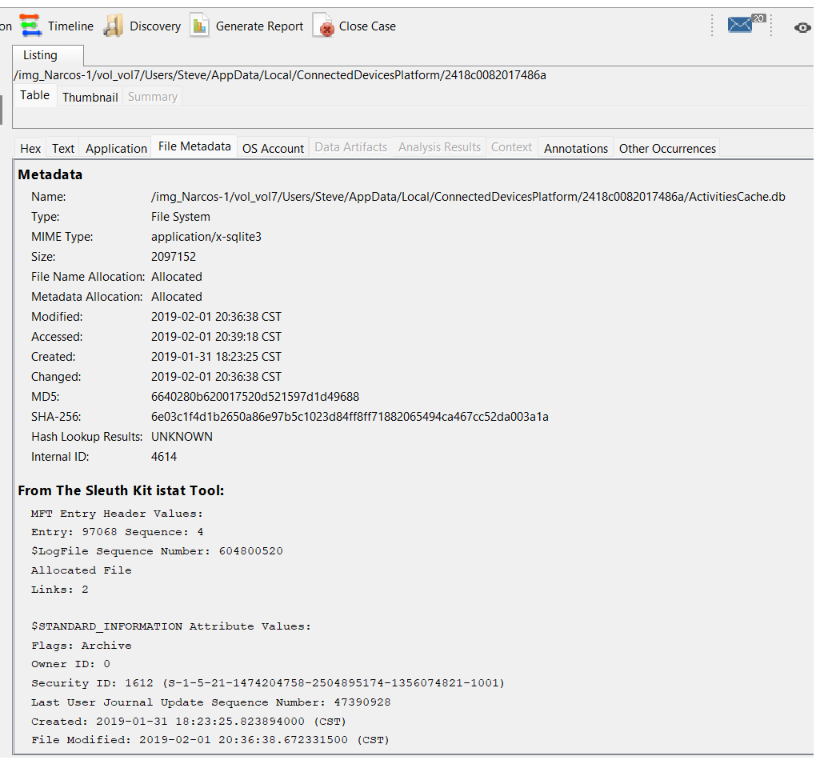 on Timeline Discovery Generate Report Close Case 20
Listing
/img_Narcos-1/vol_vol7/Users/Steve/AppData/Local/ConnectedDevicesPlatform/2418c0082017486a
Table Thumbnail Summary
Hex Text Application File Metadata OS Account Data Artifacts Analysis Results Context Annotations Other Occurrences
Metadata
Name: /img_Narcos-1/vol_vol7/Users/Steve/AppData/Local/ConnectedDevicesPlatform/2418c0082017486a/ActivitiesCache.db
Type: File System
MIME Type: application/x-sqlite3
Size: 2097152
File Name Allocation: Allocated
Metadata Allocation: Allocated
Modified: 2019-02-01 20:36:38 CST
Accessed: 2019-02-01 20:39:18 CST
Created: 2019-01-31 18:23:25 CST
Changed: 2019-02-01 20:36:38 CST
MD5: 6640280b620017520d521597d1d49688
SHA-256: 6e03c1f4d1b2650a86e97b5c1023d84ff8ff71882065494ca467cc52da003a1a
Hash Lookup Results: UNKNOWN
Internal ID: 4614
From The Sleuth Kit istat Tool:
MFT Entry Header Values:
Entry: 97068 Sequence: 4
$LogFile Sequence Number: 604800520
Allocated File
Links: 2
$STANDARD_INFORMATION Attribute Values:
Flags: Archive
Owner ID: 0
Security ID: 1612 (S-1-5-21-1474204758-2504895174-1356074821-1001)
Last User Journal Update Sequence Number: 47390928
Created: 2019-01-31 18:23:25.823894000 (CST)
File Modified: 2019-02-01 20:36:38.672331500 (CST)